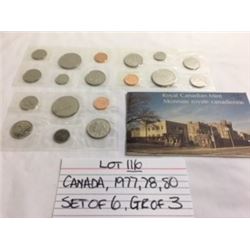 Royal Canadian Mint
Monnaie royale canadienne
LOT 116
CANADA, 1977, 78, 80
SET OF 6, GR OF 3